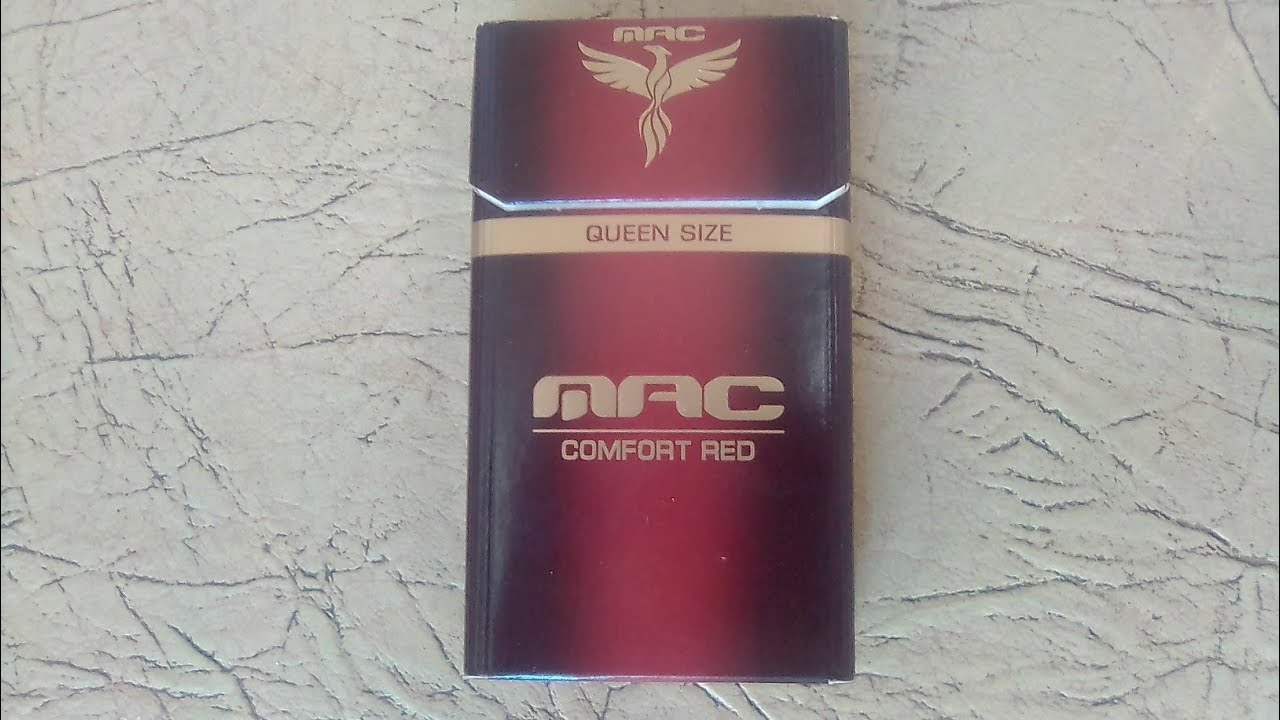 MAC
QUEEN SIZE
MAC
COMFORT RED